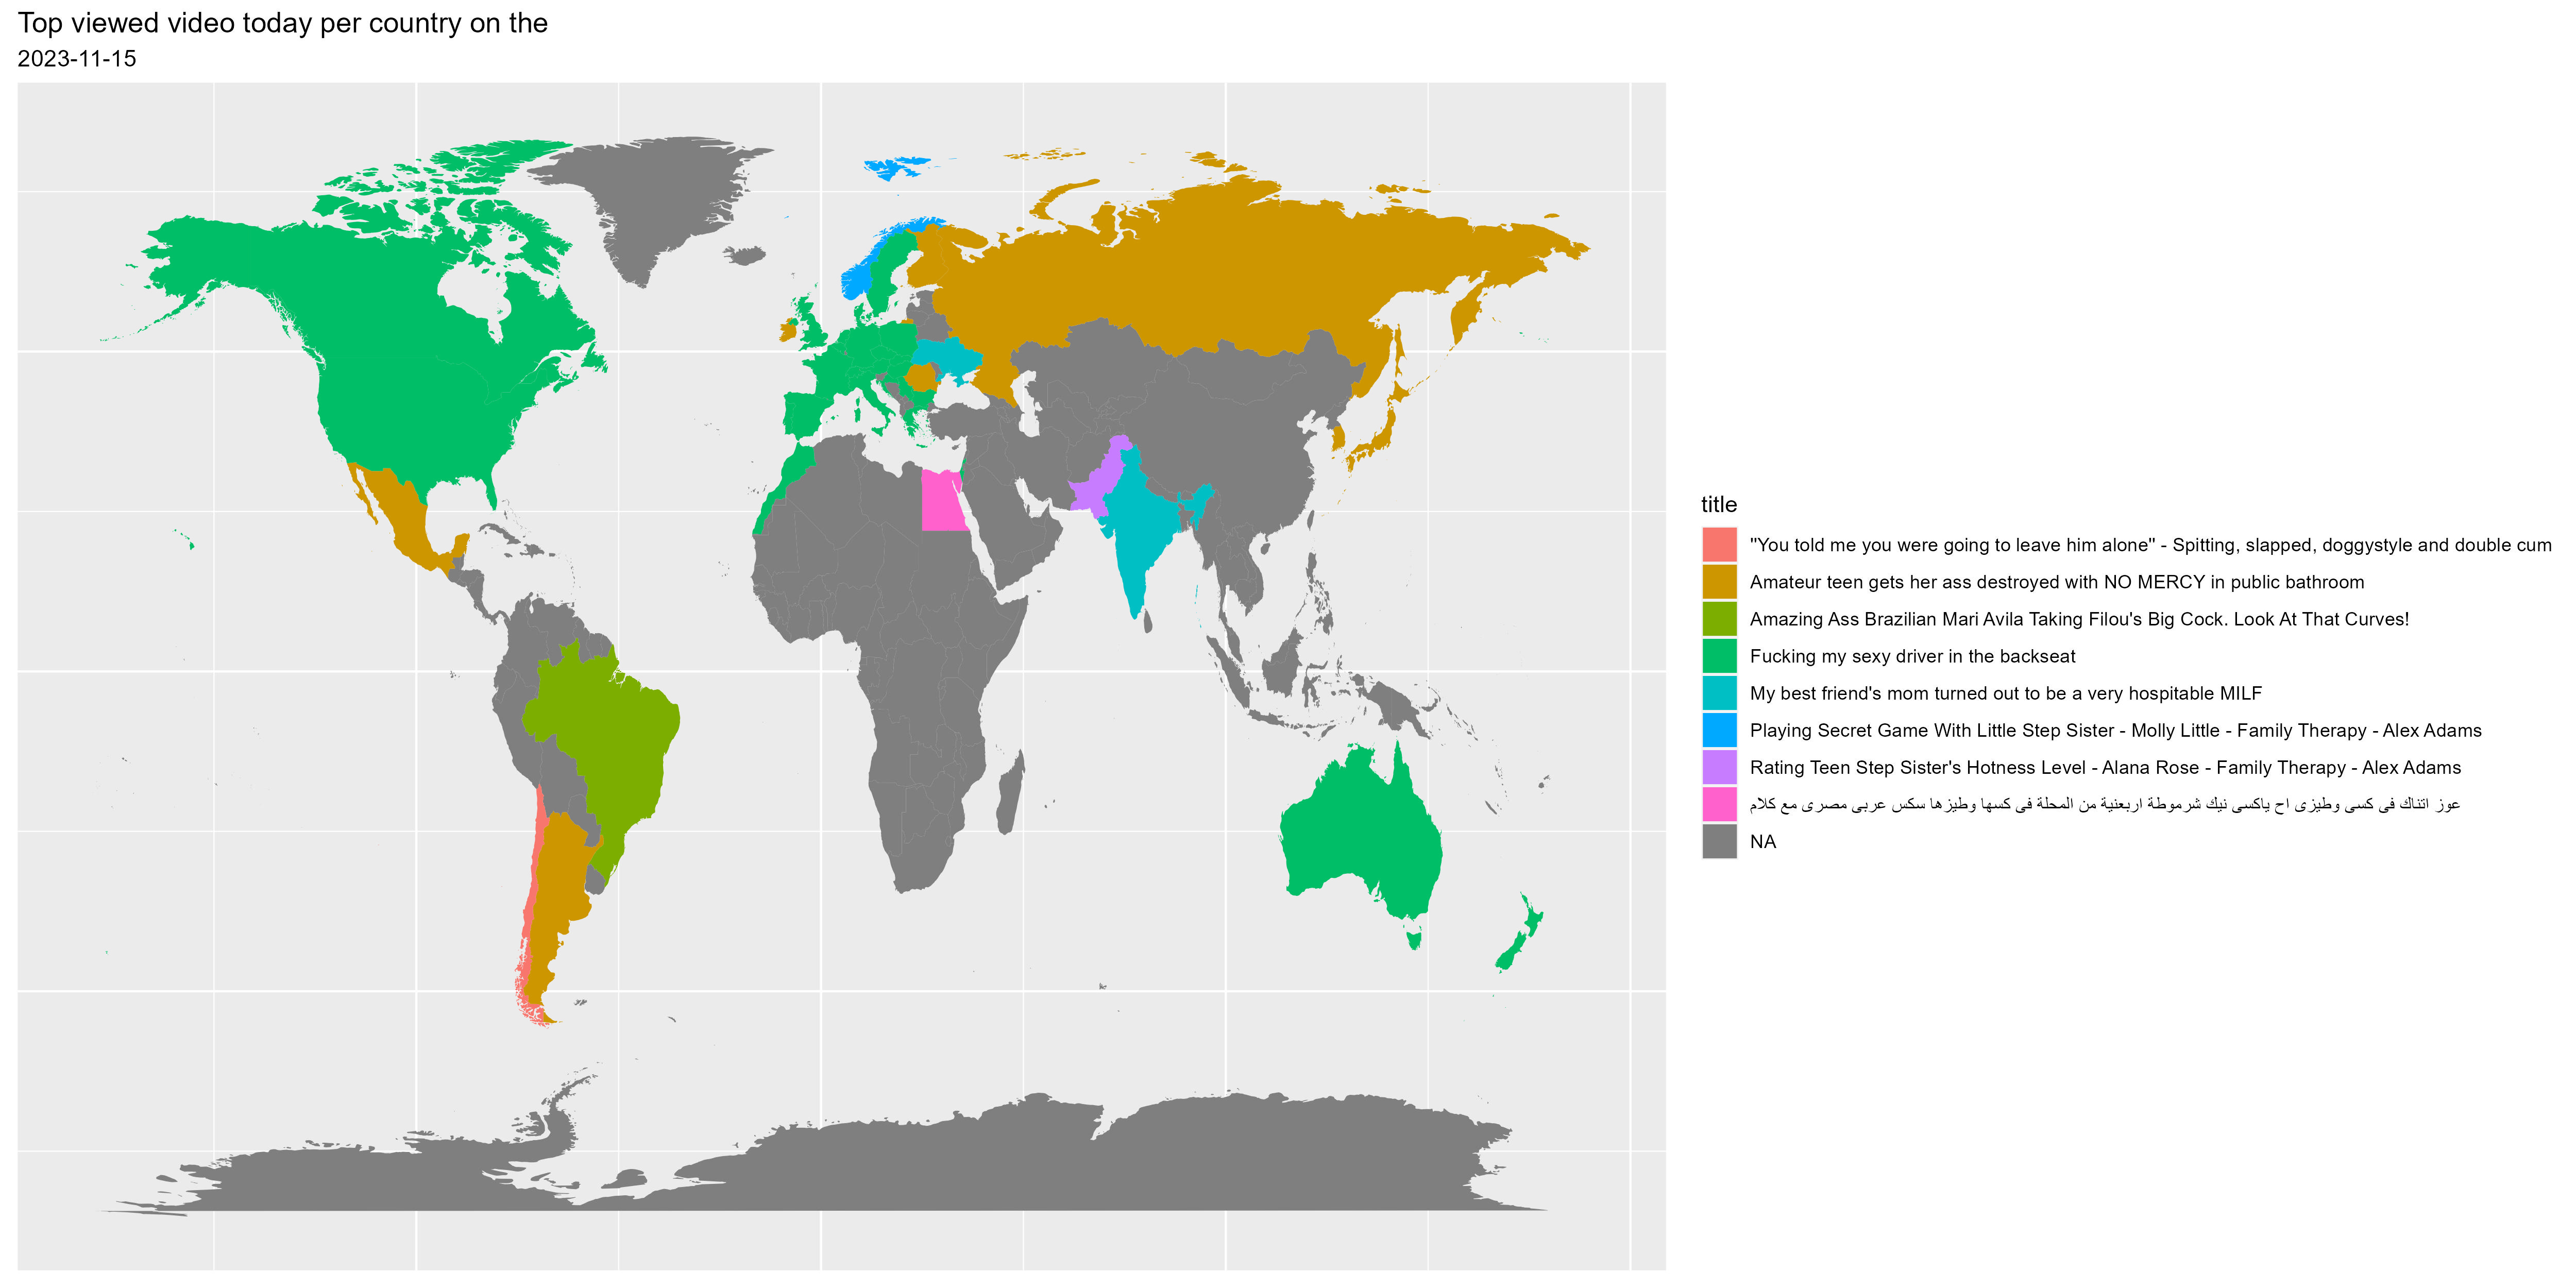 Top viewed video today per country on the
2023-11-15
title
"You told me you were going to leave him alone" - Spitting, slapped, doggystyle and double cum
Amateur teen gets her ass destroyed with NO MERCY in public bathroom
Amazing Ass Brazilian Mari Avila Taking Filou's Big Cock. Look At That Curves!
Fucking my sexy driver in the backseat
My best friend's mom turned out to be a very hospitable MILF
Playing Secret Game With Little Step Sister - Molly Little - Family Therapy - Alex Adams
Rating Teen Step Sister's Hotness Level - Alana Rose - Family Therapy - Alex Adams
عوز اتناك فى كسى وطيزى اح ياكسى نيك شرموطة اربعنية من المحلة فى كسها وطيزها سكس عربى مصرى مع كلام
NA